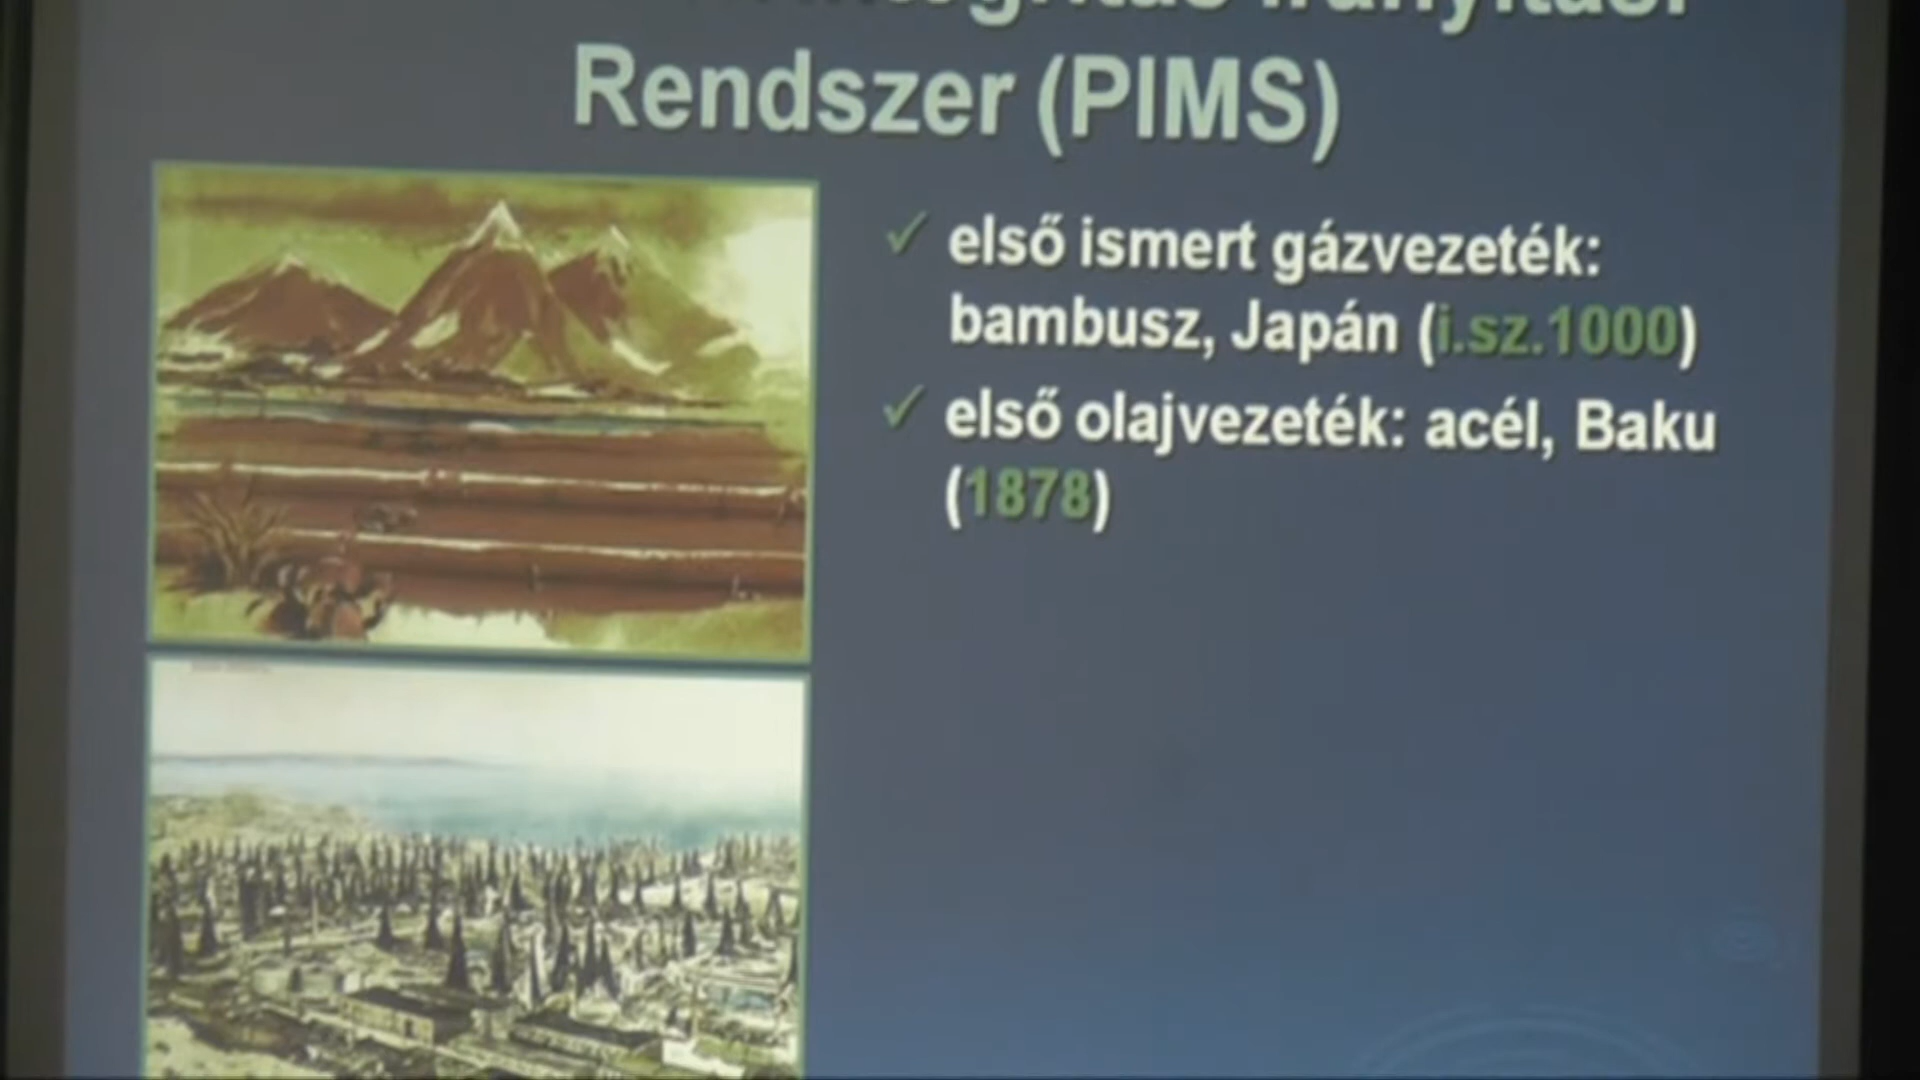 Rendszer (PIMS)
első ismert gázvezeték:
bambusz, Japán (i.sz.1000)
első olajvezeték: acél, Baku
(1878)